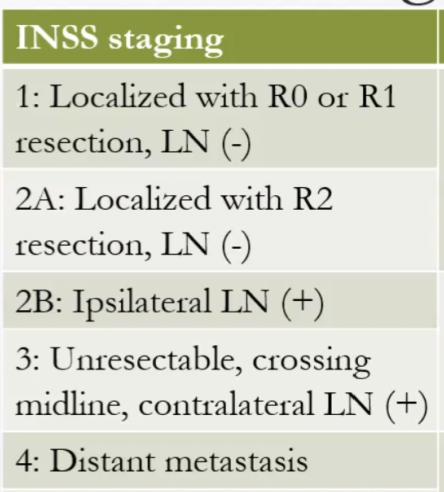 INSS staging
1: Localized with R0 or R1
resection, LN (-)
2A: Localized with R2
resection, LN (-)
2B: Ipsilateral LN (+)
3: Unresectable, crossing
midline, contralateral LN (+)
4: Distant metastasis